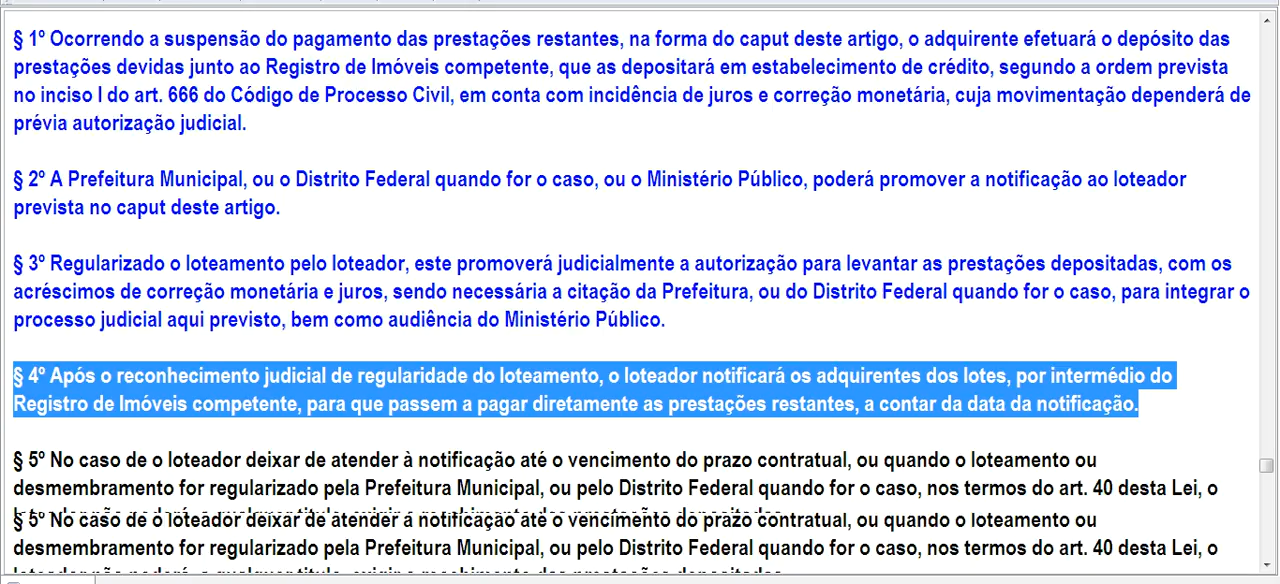 § 1º Ocorrendo a suspensão do pagamento das prestações restantes, na forma do caput deste artigo, o adquirente efetuará o depósito das
prestações devidas junto ao Registro de Imóveis competente, que as depositará em estabelecimento de crédito, segundo a ordem prevista
no inciso I do art. 666 do Código de Processo Civil, em conta com incidência de juros e correção monetária, cuja movimentação dependerá de
prévia autorização judicial.
§ 2º A Prefeitura Municipal, ou o Distrito Federal quando for o caso, ou o Ministério Público, poderá promover a notificação ao loteador
prevista no caput deste artigo.
§ 3º Regularizado o loteamento pelo loteador, este promoverá judicialmente a autorização para levantar as prestações depositadas, com os
acréscimos de correção monetária e juros, sendo necessária a citação da Prefeitura, ou do Distrito Federal quando for o caso, para integrar o
processo judicial aqui previsto, bem como audiência do Ministério Público.
§ 4º Após o reconhecimento judicial de regularidade do loteamento, o loteador notificará os adquirentes dos lotes, por intermédio do
Registro de Imóveis competente, para que passem a pagar diretamente as prestações restantes, a contar da data da notificação.
§ 5º No caso de o loteador deixar de atender à notificação até o vencimento do prazo contratual, ou quando o loteamento ou
desmembramento for regularizado pela Prefeitura Municipal, ou pelo Distrito Federal quando for o caso, nos termos do art. 40 desta Lei, o
§ 5º No caso de o loteador deixar de atender à notificação até o vencimento do prazo contratual, ou quando o loteamento ou
desmembramento for regularizado pela Prefeitura Municipal, ou pelo Distrito Federal quando for o caso, nos termos do art. 40 desta Lei, o